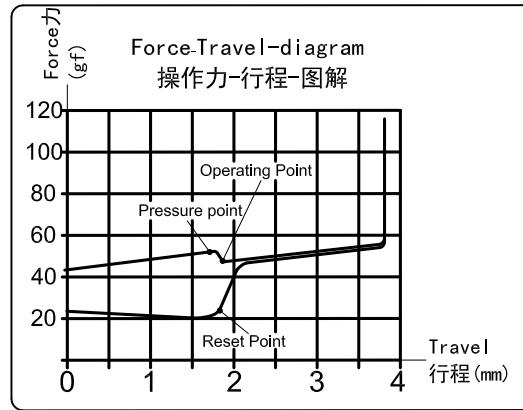 Force力
(gf)
Force-Travel-diagram
操作力-行程-图解
120
100
80
60
40
20
Operating Point
Pressure point
Reset Point
0
1
2
3
4
Travel
行程(mm)